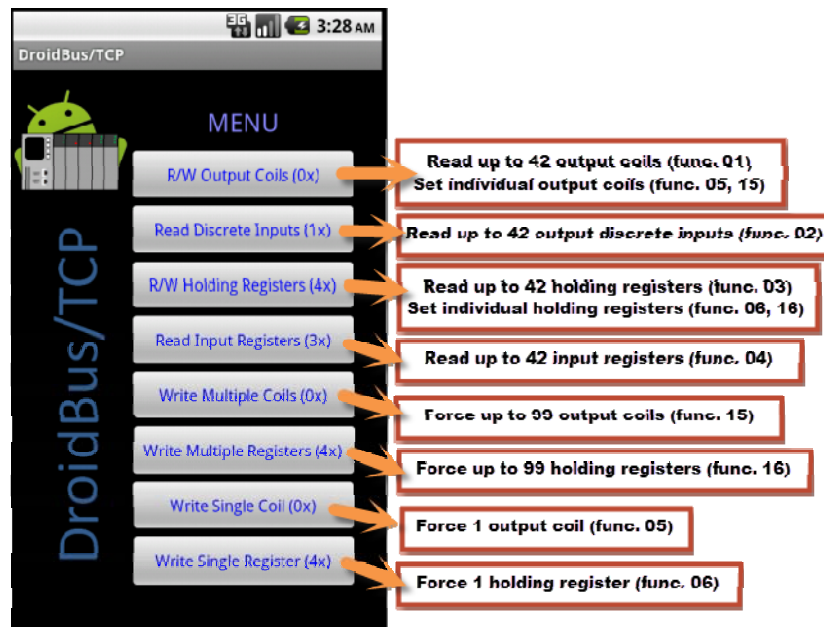 3G 3:28 AM
DroidBus/TCP
MENU
R/W Output Coils (0x)
Read up to 42 output coils (func. 01)
Set individual output coils (func. 05, 15)
Read Discrete Inputs (1x)
Read up to 42 output discrete inputs (func. 02)
R/W Holding Registers (4x)
Read up to 42 holding registers (func. 03)
Set individual holding registers (func. 06, 16)
Read Input Registers (3x)
Read up to 42 input registers (func. 04)
Write Multiple Coils (0x)
Force up to 99 output coils (func. 15)
Write Multiple Registers (4x)
Force up to 99 holding registers (func. 16)
Write Single Coil (0x)
Force 1 output coil (func. 05)
Write Single Register (4x)
Force 1 holding register (func. 06)
DroidBus/TCP